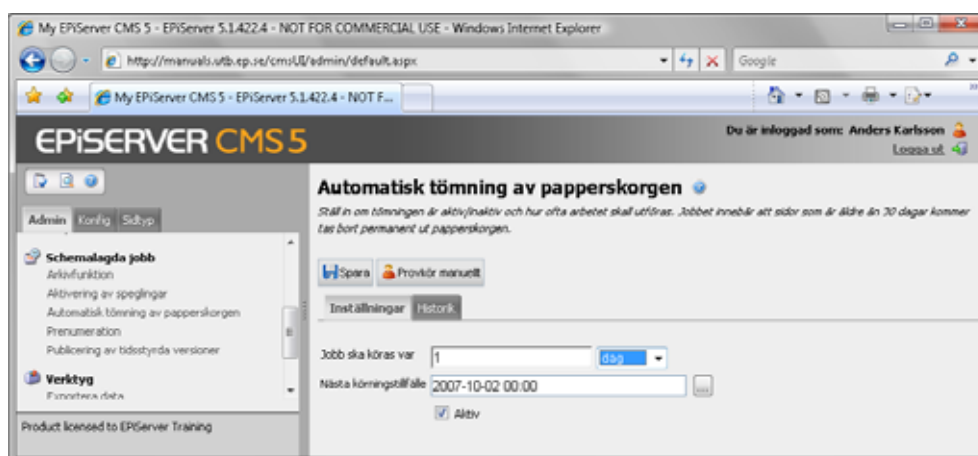 My EPiServer CMS 5 - EPiServer 5.1.422.4 - NOT FOR COMMERCIAL USE - Windows Internet Explorer
http://manuals.utb.ep.se/cmsUI/admin/default.aspx
Google
My EPiServer CMS 5 - EPiServer 5.1.422.4 - NOT F...
EPiSERVER CMS 5
Du är inloggad som: Anders Karlsson
Logga ut
Admin Konfig Sidtyp
Automatisk tömning av papperskorgen
Ställ in om tömningen är aktiv/inaktiv och hur ofta arbetet skall utföras. Jobbet innebär att sidor som är äldre än 30 dagar kommer
tas bort permanent ut papperskorgen.
Schemalagda jobb
Arkivfunktion
Aktivering av speglingar
Automatisk tömning av papperskorgen
Prenumeration
Publicering av tidsstyrda versioner
Verktyg
Exportera data
Product licensed to EPiServer Training
Spara Provkör manuellt
Inställningar Historik
Jobb ska köras var 1 dag
Nästa körningstillfälle 2007-10-02 00:00 ...
Aktiv